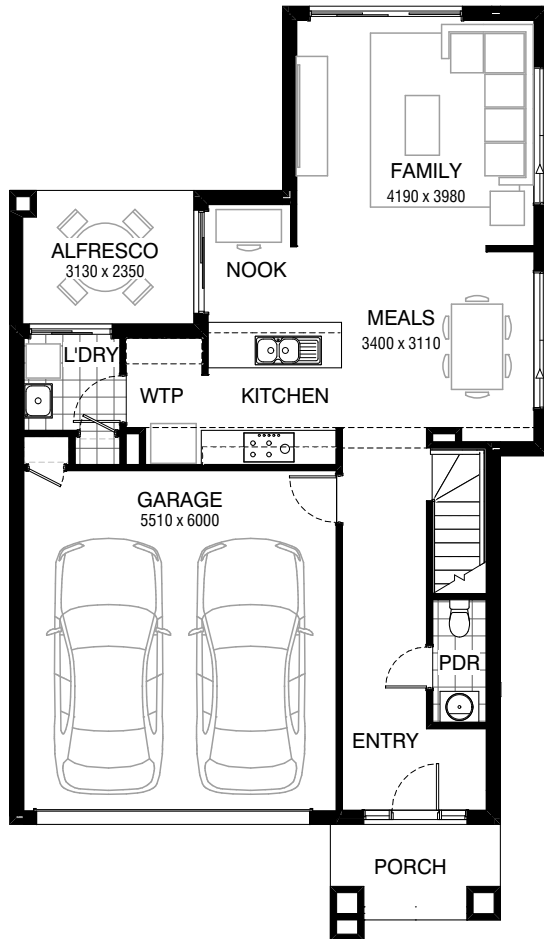 FAMILY
4190 x 3980
ALFRESCO
3130 x 2350
NOOK
MEALS
3400 x 3110
L'DRY
WTP
KITCHEN
GARAGE
5510 x 6000
PDR
ENTRY
PORCH